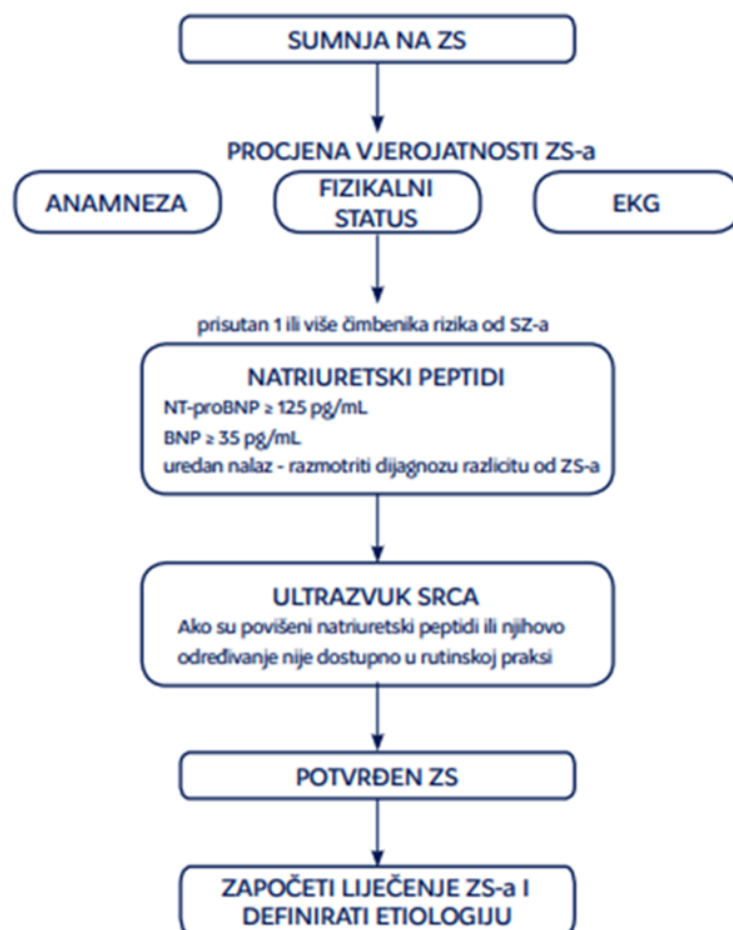 SUMNJA NA ZS
PROCJENA VJEROJATNOSTI ZS-a
ANAMNEZA
FIZIKALNI
STATUS
EKG
prisutan 1 ili više čimbenika rizika od SZ-a
NATRIURETSKI PEPTIDI
NT-proBNP ≥ 125 pg/mL
BNP ≥ 35 pg/mL
uredan nalaz - razmotriti dijagnozu razlicitu od ZS-a
ULTRAZVUK SRCA
Ako su povišeni natriuretski peptidi ili njihovo
određivanje nije dostupno u rutinskoj praksi
POTVRĐEN ZS
ZAPOČETI LIJEČENJE ZS-a I
DEFINIRATI ETIOLOGIJU